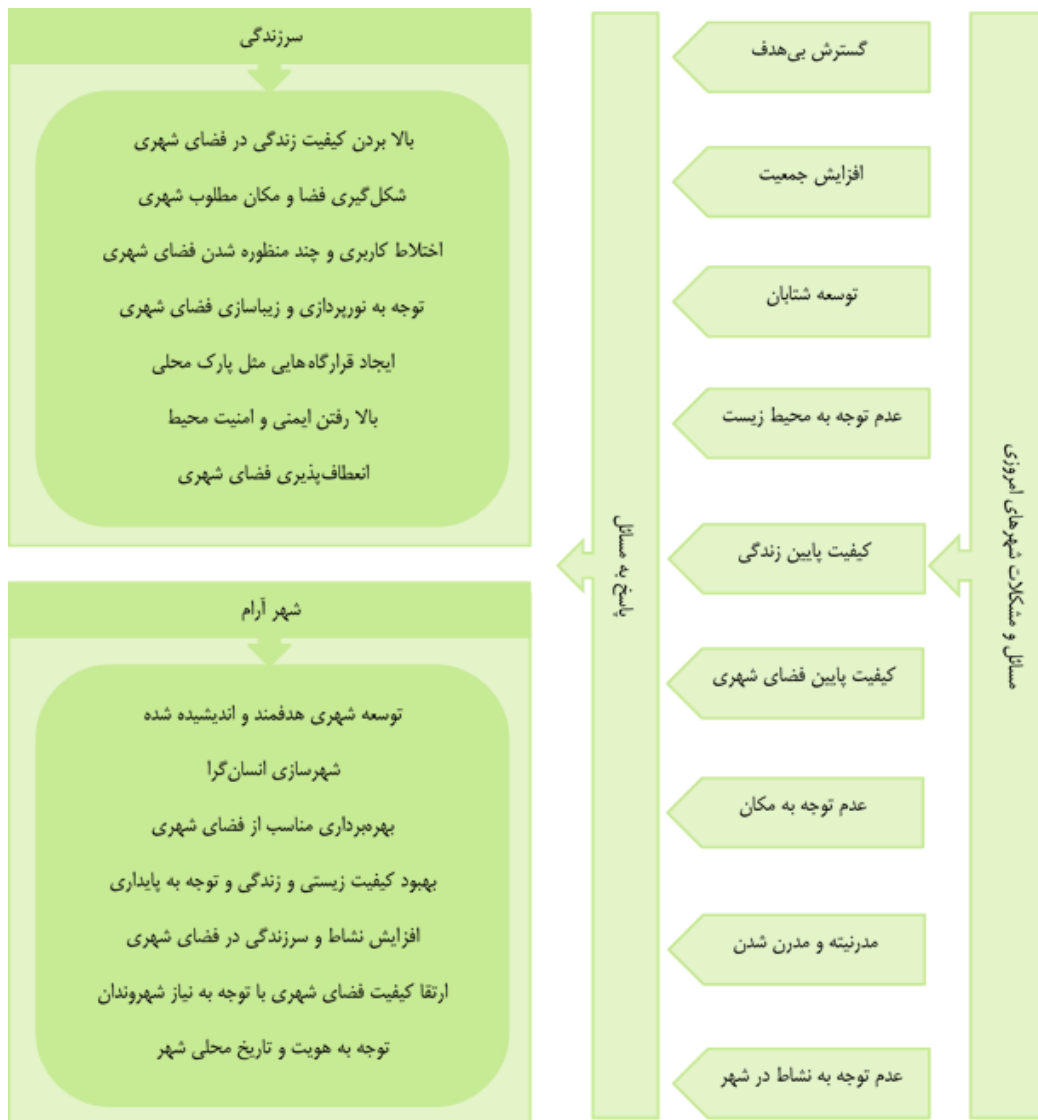 مسائل و مشکلات شهرهای امروزی
گسترش بی‌هدف
افزایش جمعیت
توسعه شتابان
عدم توجه به محیط زیست
کیفیت پایین زندگی
کیفیت پایین فضای شهری
عدم توجه به مکان
مدرنیته و مدرن شدن
عدم توجه به نشاط در شهر
پاسخ به مسائل
سرزندگی
بالا بردن کیفیت زندگی در فضای شهری
شکل‌گیری فضا و مکان مطلوب شهری
اختلاط کاربری و چند منظوره شدن فضای شهری
توجه به نورپردازی و زیباسازی فضای شهری
ایجاد قرارگاه‌هایی مثل پارک محلی
بالا رفتن ایمنی و امنیت محیط
انعطاف‌پذیری فضای شهری
شهر آرام
توسعه شهری هدفمند و اندیشیده شده
شهرسازی انسان‌گرا
بهره‌برداری مناسب از فضای شهری
بهبود کیفیت زیستی و زندگی و توجه به پایداری
افزایش نشاط و سرزندگی در فضای شهری
ارتقا کیفیت فضای شهری با توجه به نیاز شهروندان
توجه به هویت و تاریخ محلی شهر